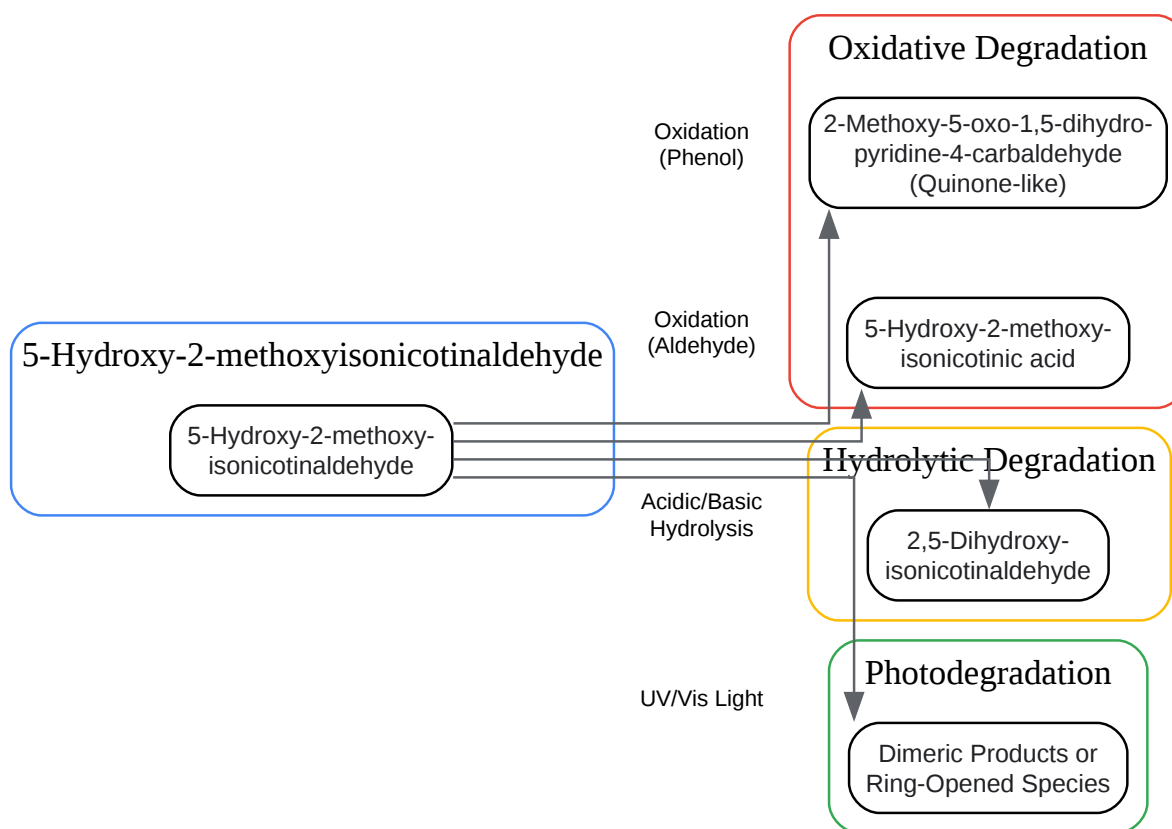 Oxidative Degradation
Oxidation
(Phenol)
2-Methoxy-5-oxo-1,5-dihydro-
pyridine-4-carbaldehyde
(Quinone-like)
Oxidation
(Aldehyde)
5-Hydroxy-2-methoxy-
isonicotinic acid
5-Hydroxy-2-methoxyisonicotinaldehyde
5-Hydroxy-2-methoxy-
isonicotinaldehyde
Hydrolytic Degradation
Acidic/Basic
Hydrolysis
2,5-Dihydroxy-
isonicotinaldehyde
Photodegradation
UV/Vis Light
Dimeric Products or
Ring-Opened Species